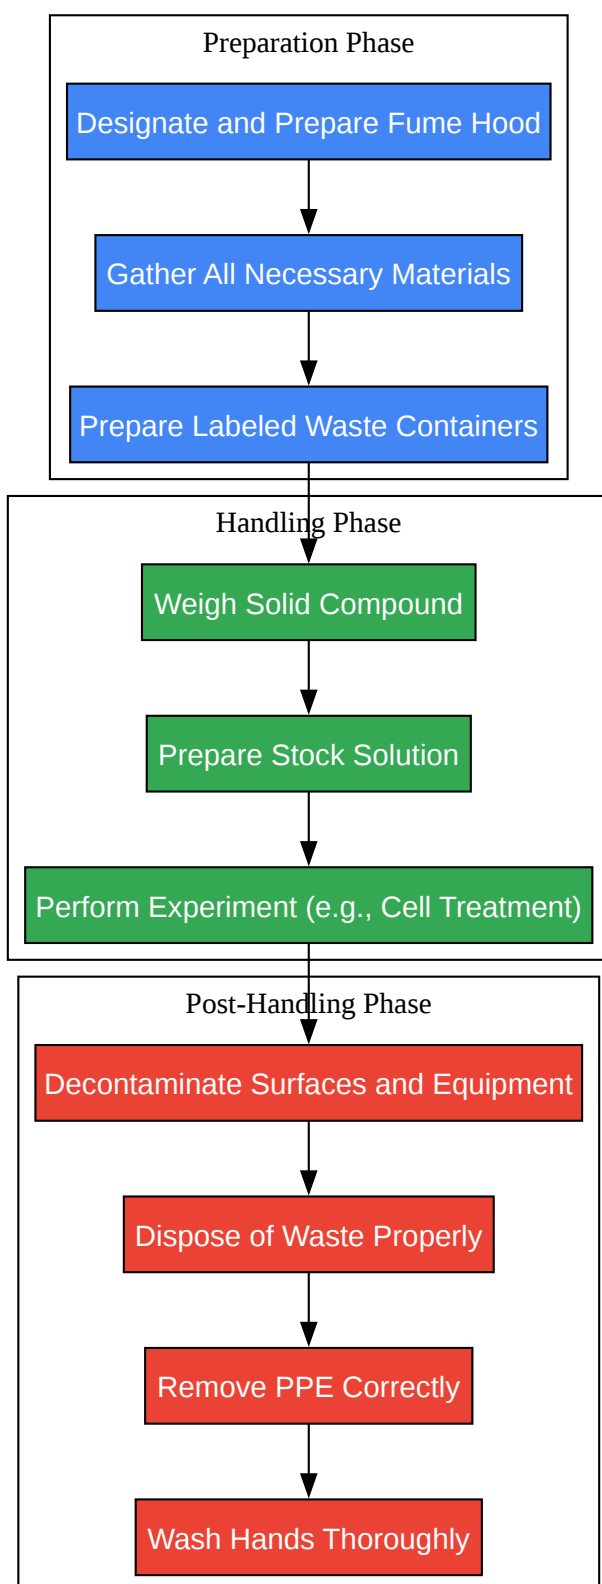 Preparation Phase
Designate and Prepare Fume Hood
Gather All Necessary Materials
Prepare Labeled Waste Containers
Handling Phase
Weigh Solid Compound
Prepare Stock Solution
Perform Experiment (e.g., Cell Treatment)
Post-Handling Phase
Decontaminate Surfaces and Equipment
Dispose of Waste Properly
Remove PPE Correctly
Wash Hands Thoroughly